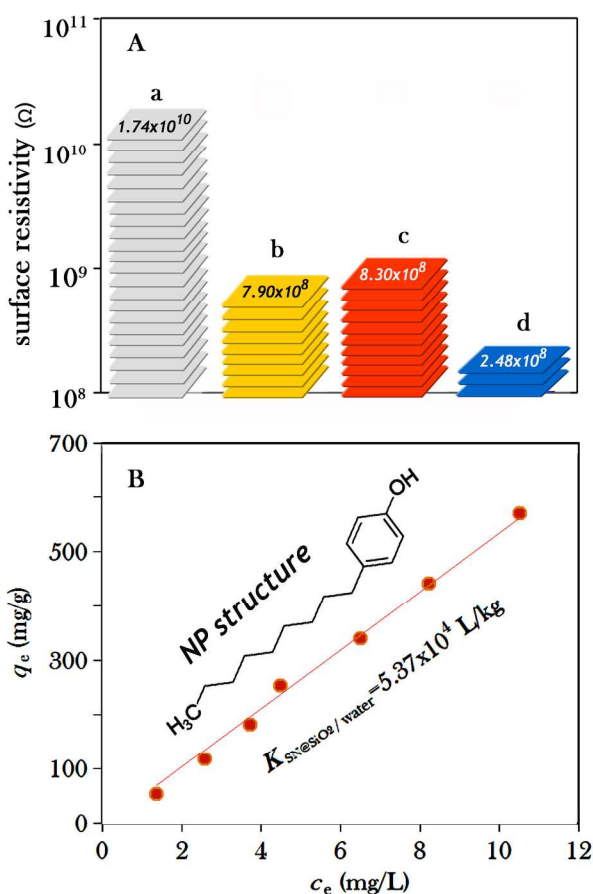 10¹¹
A
a
1.74x10¹⁰
10¹⁰
surface resistivity (Ω)
b
c
10⁹
7.90x10⁸
8.30x10⁸
d
2.48x10⁸
10⁸
700
B
OH
500
NP structure
qₑ (mg/g)
300
H₃C
K SN@SiO2 / water=5.37x10⁴ L/kg
100
0
0 2 4 6 8 10 12
cₑ (mg/L)